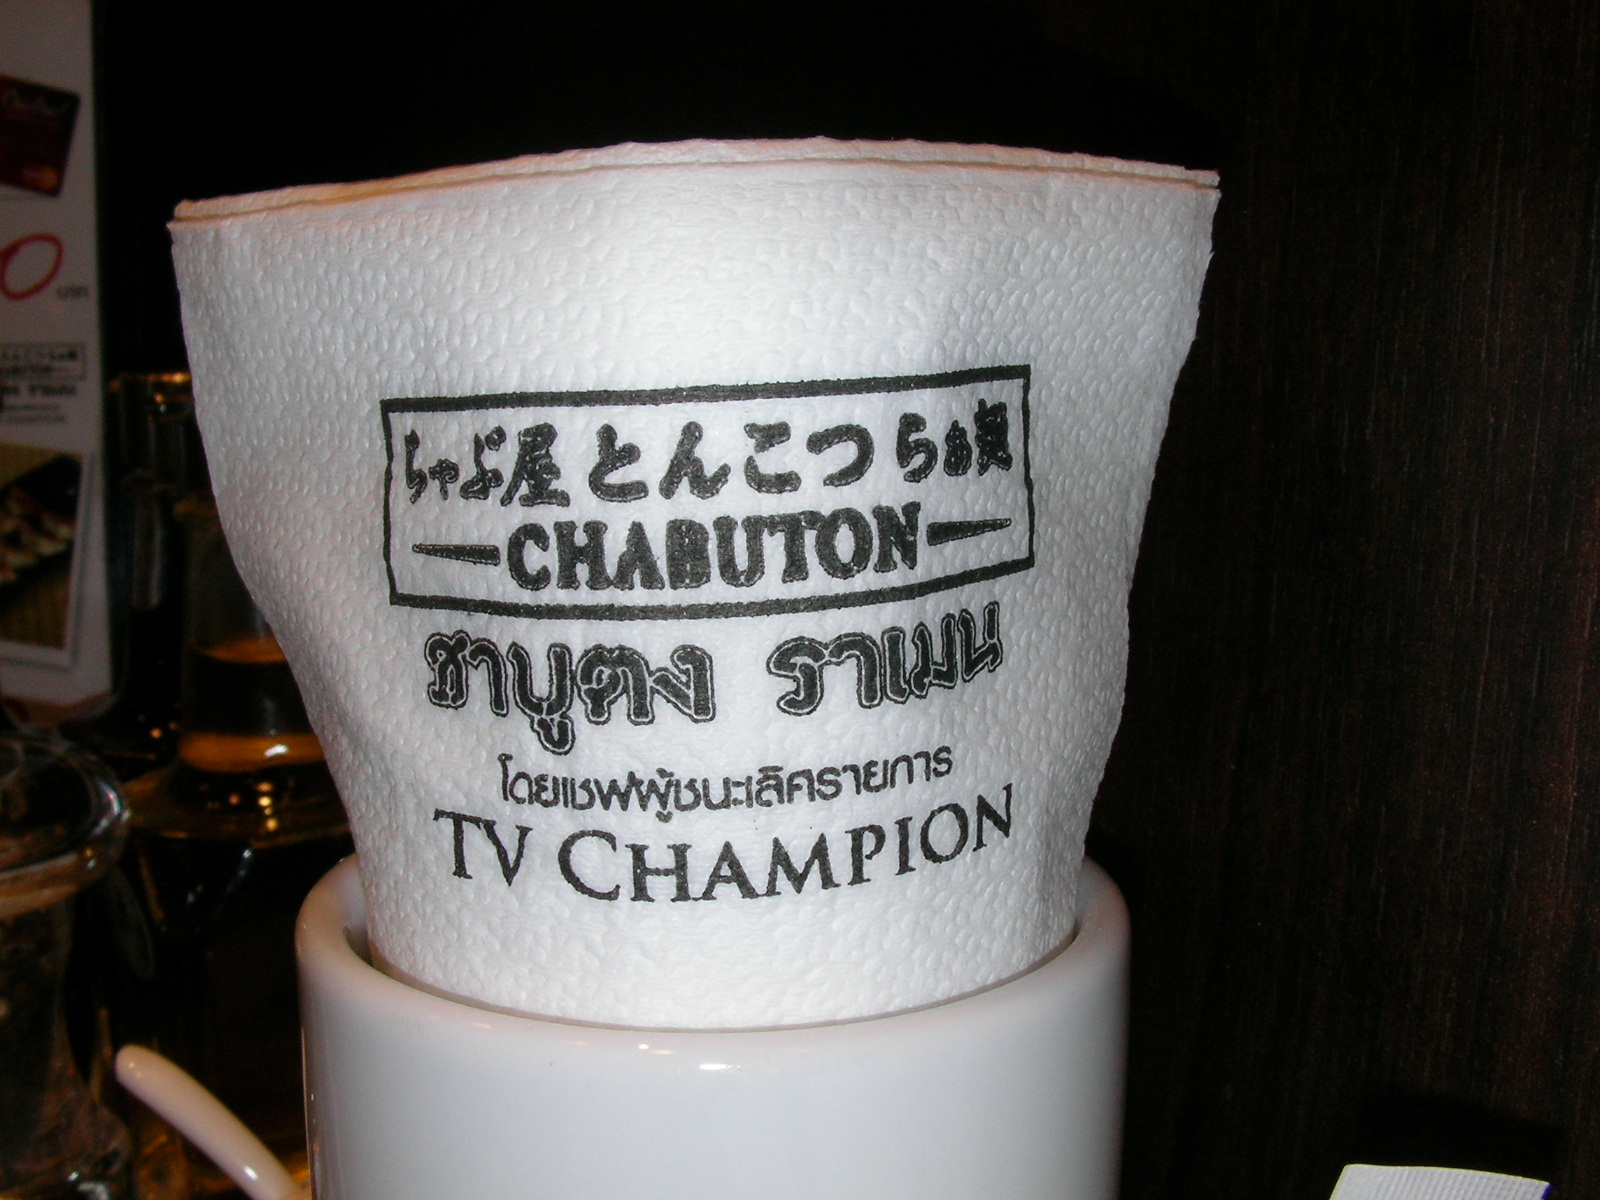 ちゃぶ屋 とんこつ らぁ麺
CHABUTON
ชาบูตง ราเมน
โดยเชฟผู้ชนะเลิศรายการ
TV CHAMPION